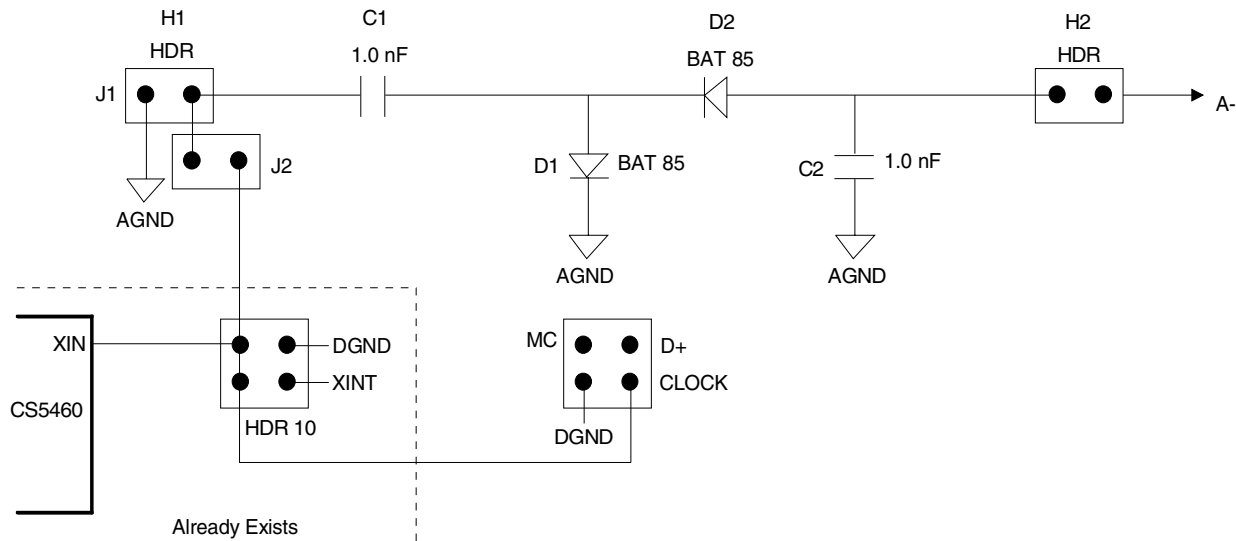 H1
C1
D2
H2
HDR
1.0 nF
BAT 85
HDR
J1
A-
J2
D1
BAT 85
C2
1.0 nF
AGND
AGND
AGND
XIN
DGND
MC
D+
XINT
CLOCK
CS5460
HDR 10
DGND
Already Exists